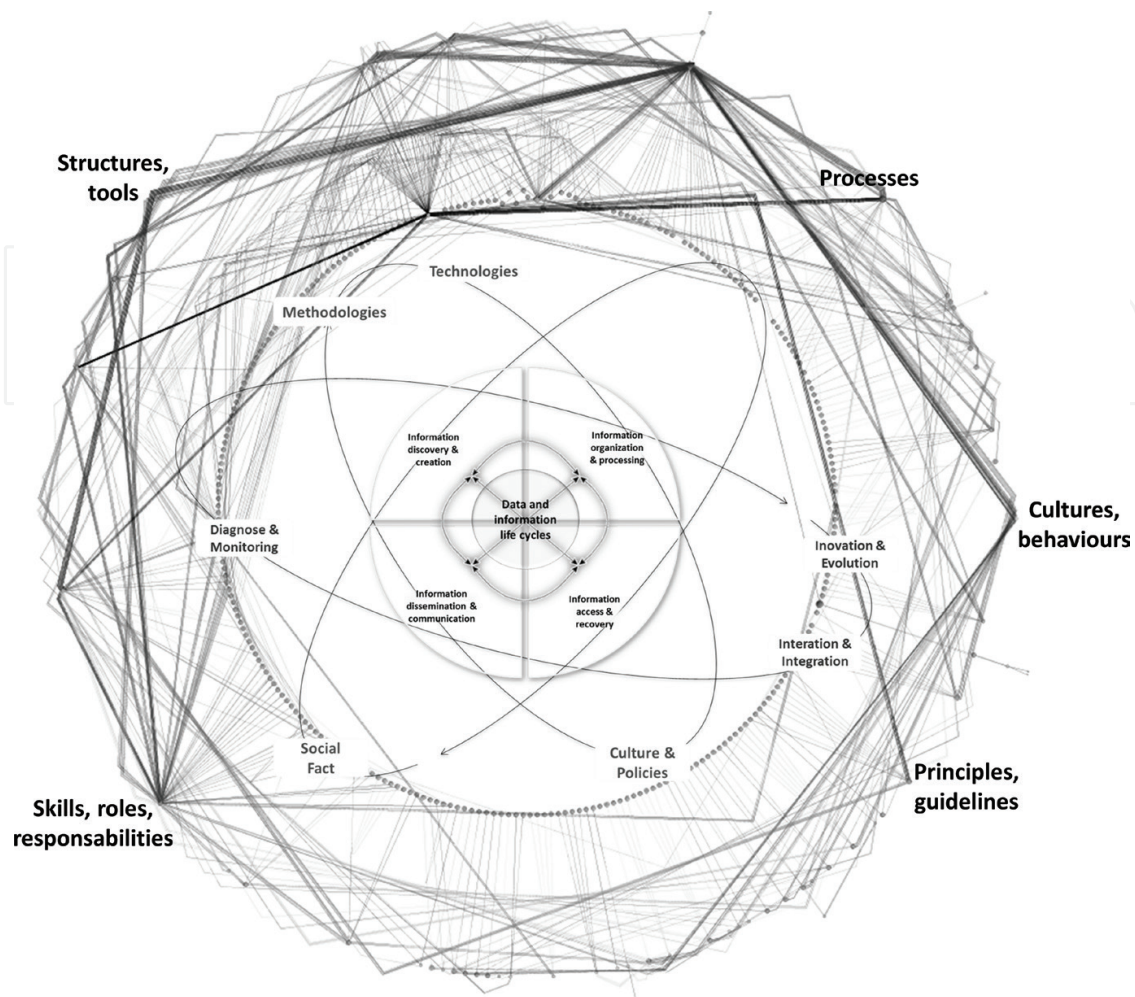 Structures,
tools
Processes
Technologies
Methodologies
Information
discovery &
creation
Information
organization
& processing
Data and
information
life cycles
Cultures,
behaviours
Diagnose &
Monitoring
Inovation &
Evolution
Information
dissemination &
communication
Information
access &
recovery
Interation &
Integration
Social
Fact
Culture &
Policies
Principles,
guidelines
Skills, roles,
responsabilities